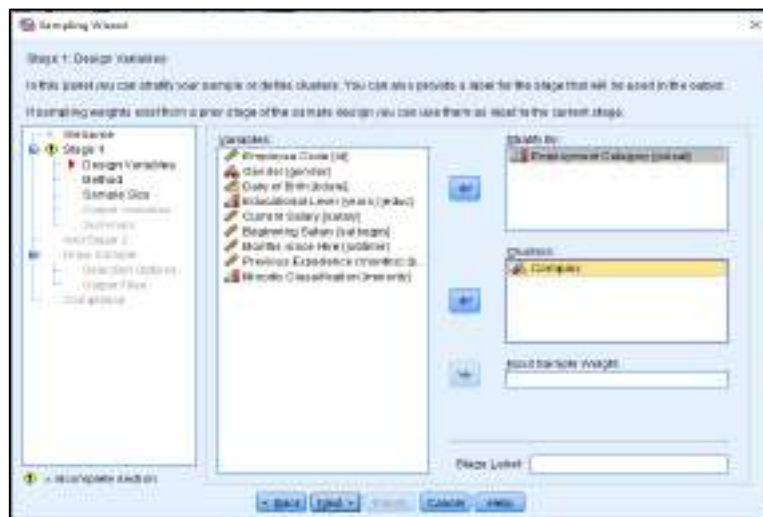 Sampling Wizard
Stage 1: Design Variables
In this panel you can stratify your sample or define clusters. You can also provide a label for the stage that will be used in the output.
If sampling weights exist from a prior stage of the sample design you can use them as input to the current stage.
Welcome
Stage 1
Design Variables
Method
Sample Size
Output Variables
Summary
Add Stage 2
Draw Sample
Selection Options
Output Files
Completion
= Incomplete section
Variables:
Employee Code [id]
Gender [gender]
Date of Birth [bdate]
Educational Level (years) [educ]
Current Salary [salary]
Beginning Salary [salbegin]
Months since Hire [jobtime]
Previous Experience (months) [p...
Minority Classification [minority]
Stratify By:
Employment Category [jobcat]
Clusters:
Company
Input Sample Weight:
Stage Label:
< Back
Next >
Finish
Cancel
Help